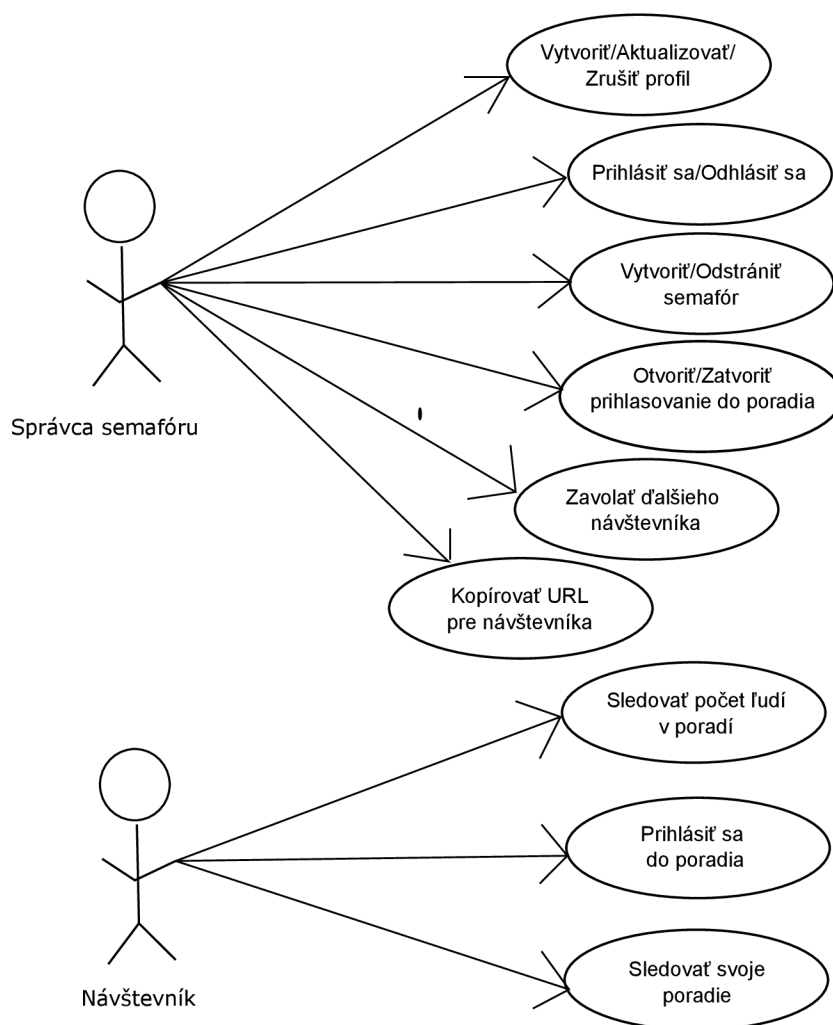 Vytvoriť/Aktualizovať/
Zrušiť profil
Prihlásiť sa/Odhlásiť sa
Vytvoriť/Odstrániť
semafór
Otvoriť/Zatvoriť
prihlasovanie do poradia
Správca semafóru
Zavolať ďalšieho
návštevníka
Kopírovať URL
pre návštevníka
Sledovať počet ľudí
v poradí
Prihlásiť sa
do poradia
Sledovať svoje
poradie
Návštevník